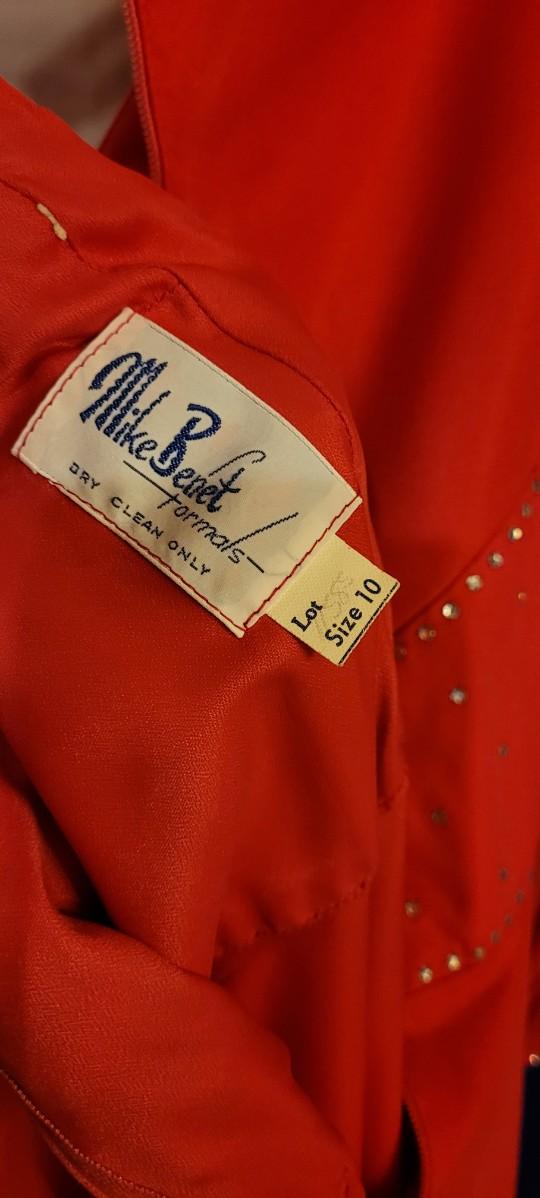 Mike Benet
Formals
DRY CLEAN ONLY
Lot
Size 10